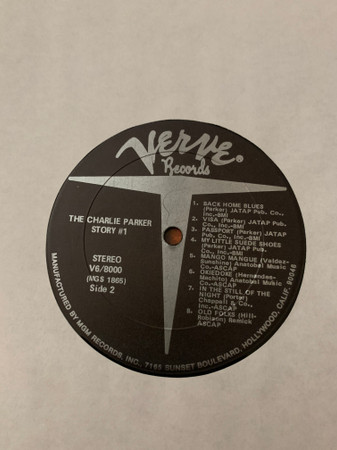 Verve®
Records
THE CHARLIE PARKER
STORY #1
STEREO
V6/8000
(MGS 1865)
Side 2
1. BACK HOME BLUES
(Parker) JATAP Pub. Co.,
Inc.-BMI
2. VISA (Parker) JATAP Pub.
Co., Inc.-BMI
3. PASSPORT (Parker) JATAP
Pub. Co., Inc.-BMI
4. MY LITTLE SUEDE SHOES
(Parker) JATAP Pub. Co.,
Inc.-BMI
5. MANGO MANGUE (Valdes-
Sunshine) Anatobal Music
Co.-ASCAP
6. OKIEDOKE (Hernandes-
Machito) Anatobal Music
Co.-ASCAP
7. IN THE STILL OF THE
NIGHT (Porter)
Chappell & Co.,
Inc.-ASCAP
8. OLD FOLKS (Hill-
Robison) Remick
ASCAP
MANUFACTURED BY MGM RECORDS, INC., 7165 SUNSET BOULEVARD, HOLLYWOOD, CALIF. 90046